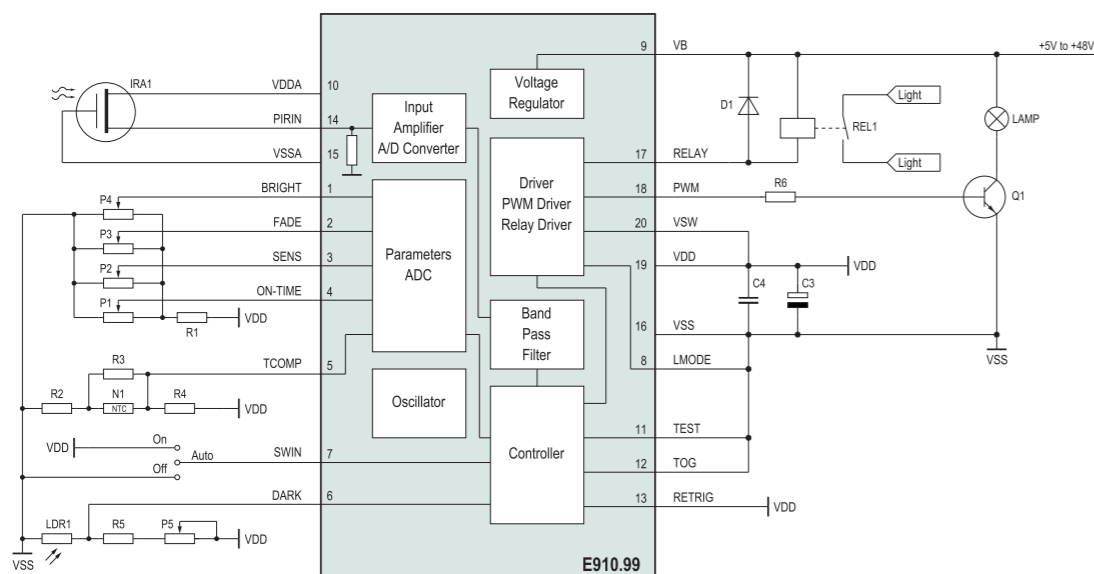 9 VB
+5V to +48V
IRA1
VDDA 10
Voltage
Regulator
Input
Amplifier
A/D Converter
PIRIN 14
VSSA 15
D1
Light
REL1
Light
LAMP
17 RELAY
Driver
PWM Driver
Relay Driver
18 PWM
R6
Q1
BRIGHT 1
P4
FADE 2
P3
SENS 3
P2
ON-TIME 4
P1
R1
VDD
Parameters
ADC
20 VSW
19 VDD
VDD
C4
C3
Band
Pass
Filter
16 VSS
VSS
8 LMODE
TCOMP 5
R3
R2
N1
NTC
R4
VDD
Oscillator
Controller
11 TEST
12 TOG
13 RETRIG
VDD
VDD
On
Auto
Off
SWIN 7
DARK 6
LDR1
R5
P5
VDD
VSS
E910.99